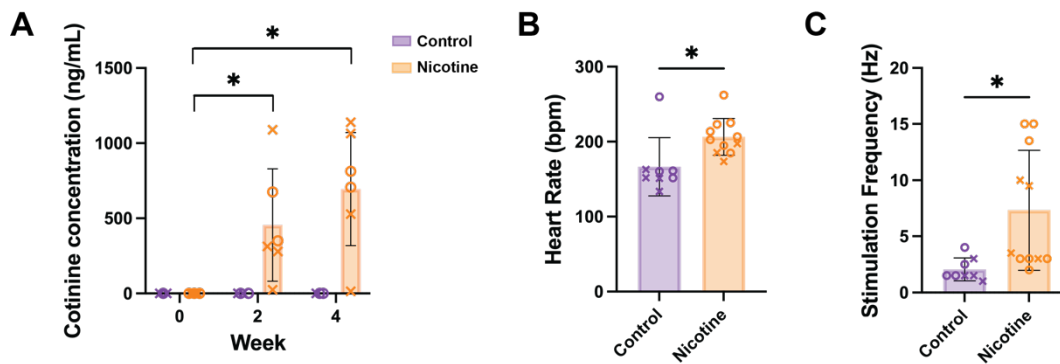 A
Cotinine concentration (ng/mL)
1500
1000
500
0
0
2
4
Week
*
*
Control
Nicotine
B
Heart Rate (bpm)
300
200
100
0
*
Control
Nicotine
C
Stimulation Frequency (Hz)
20
15
10
5
0
*
Control
Nicotine